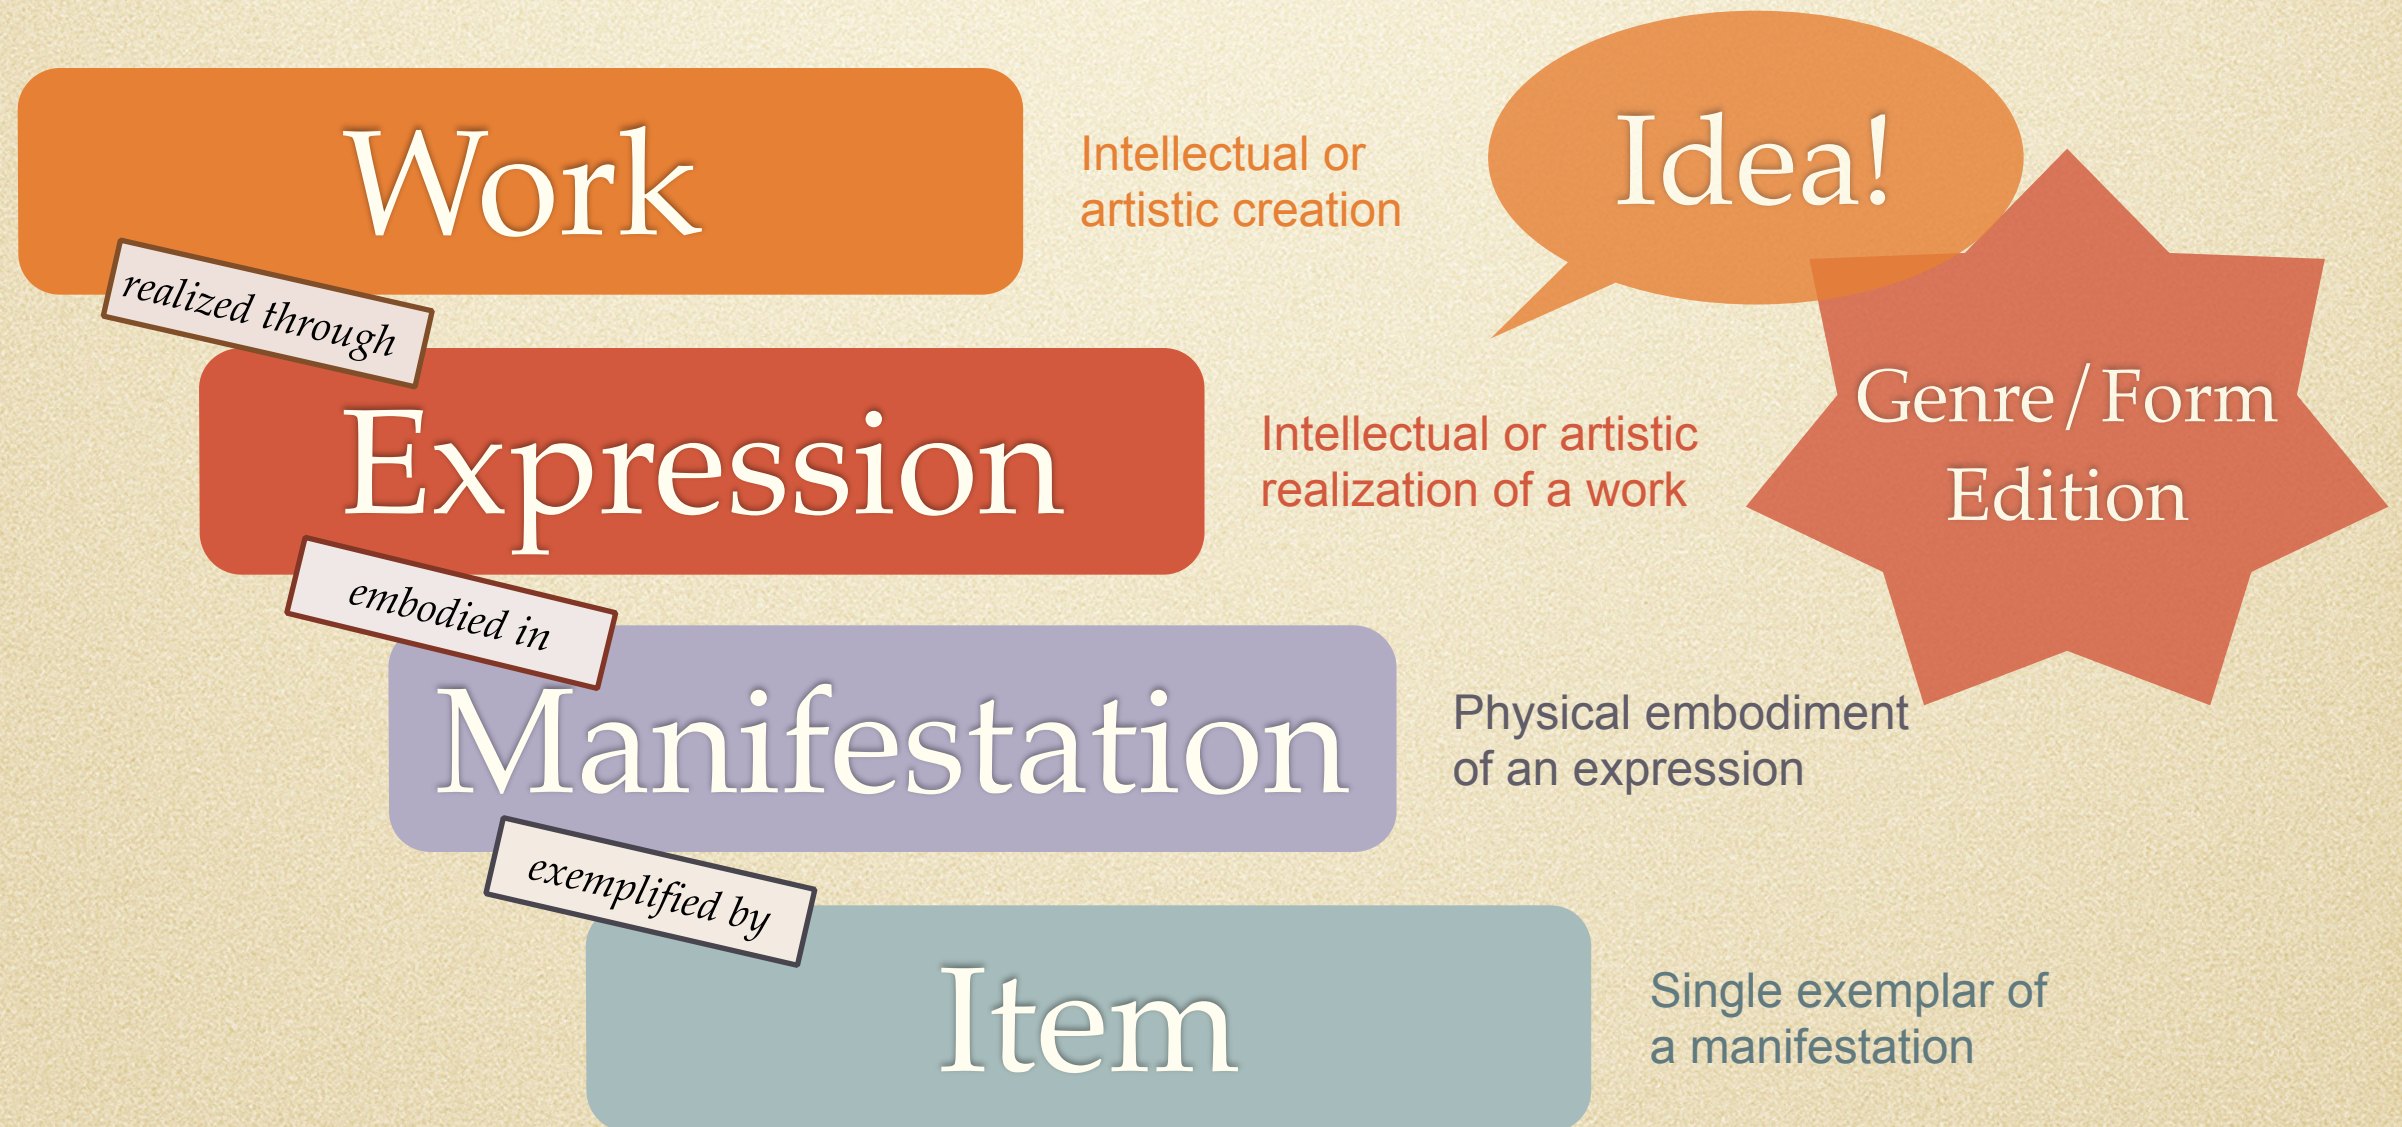 Work
Intellectual or
artistic creation
Idea!
realized through
Expression
Intellectual or artistic
realization of a work
Genre/Form
Edition
embodied in
Manifestation
Physical embodiment
of an expression
exemplified by
Item
Single exemplar of
a manifestation